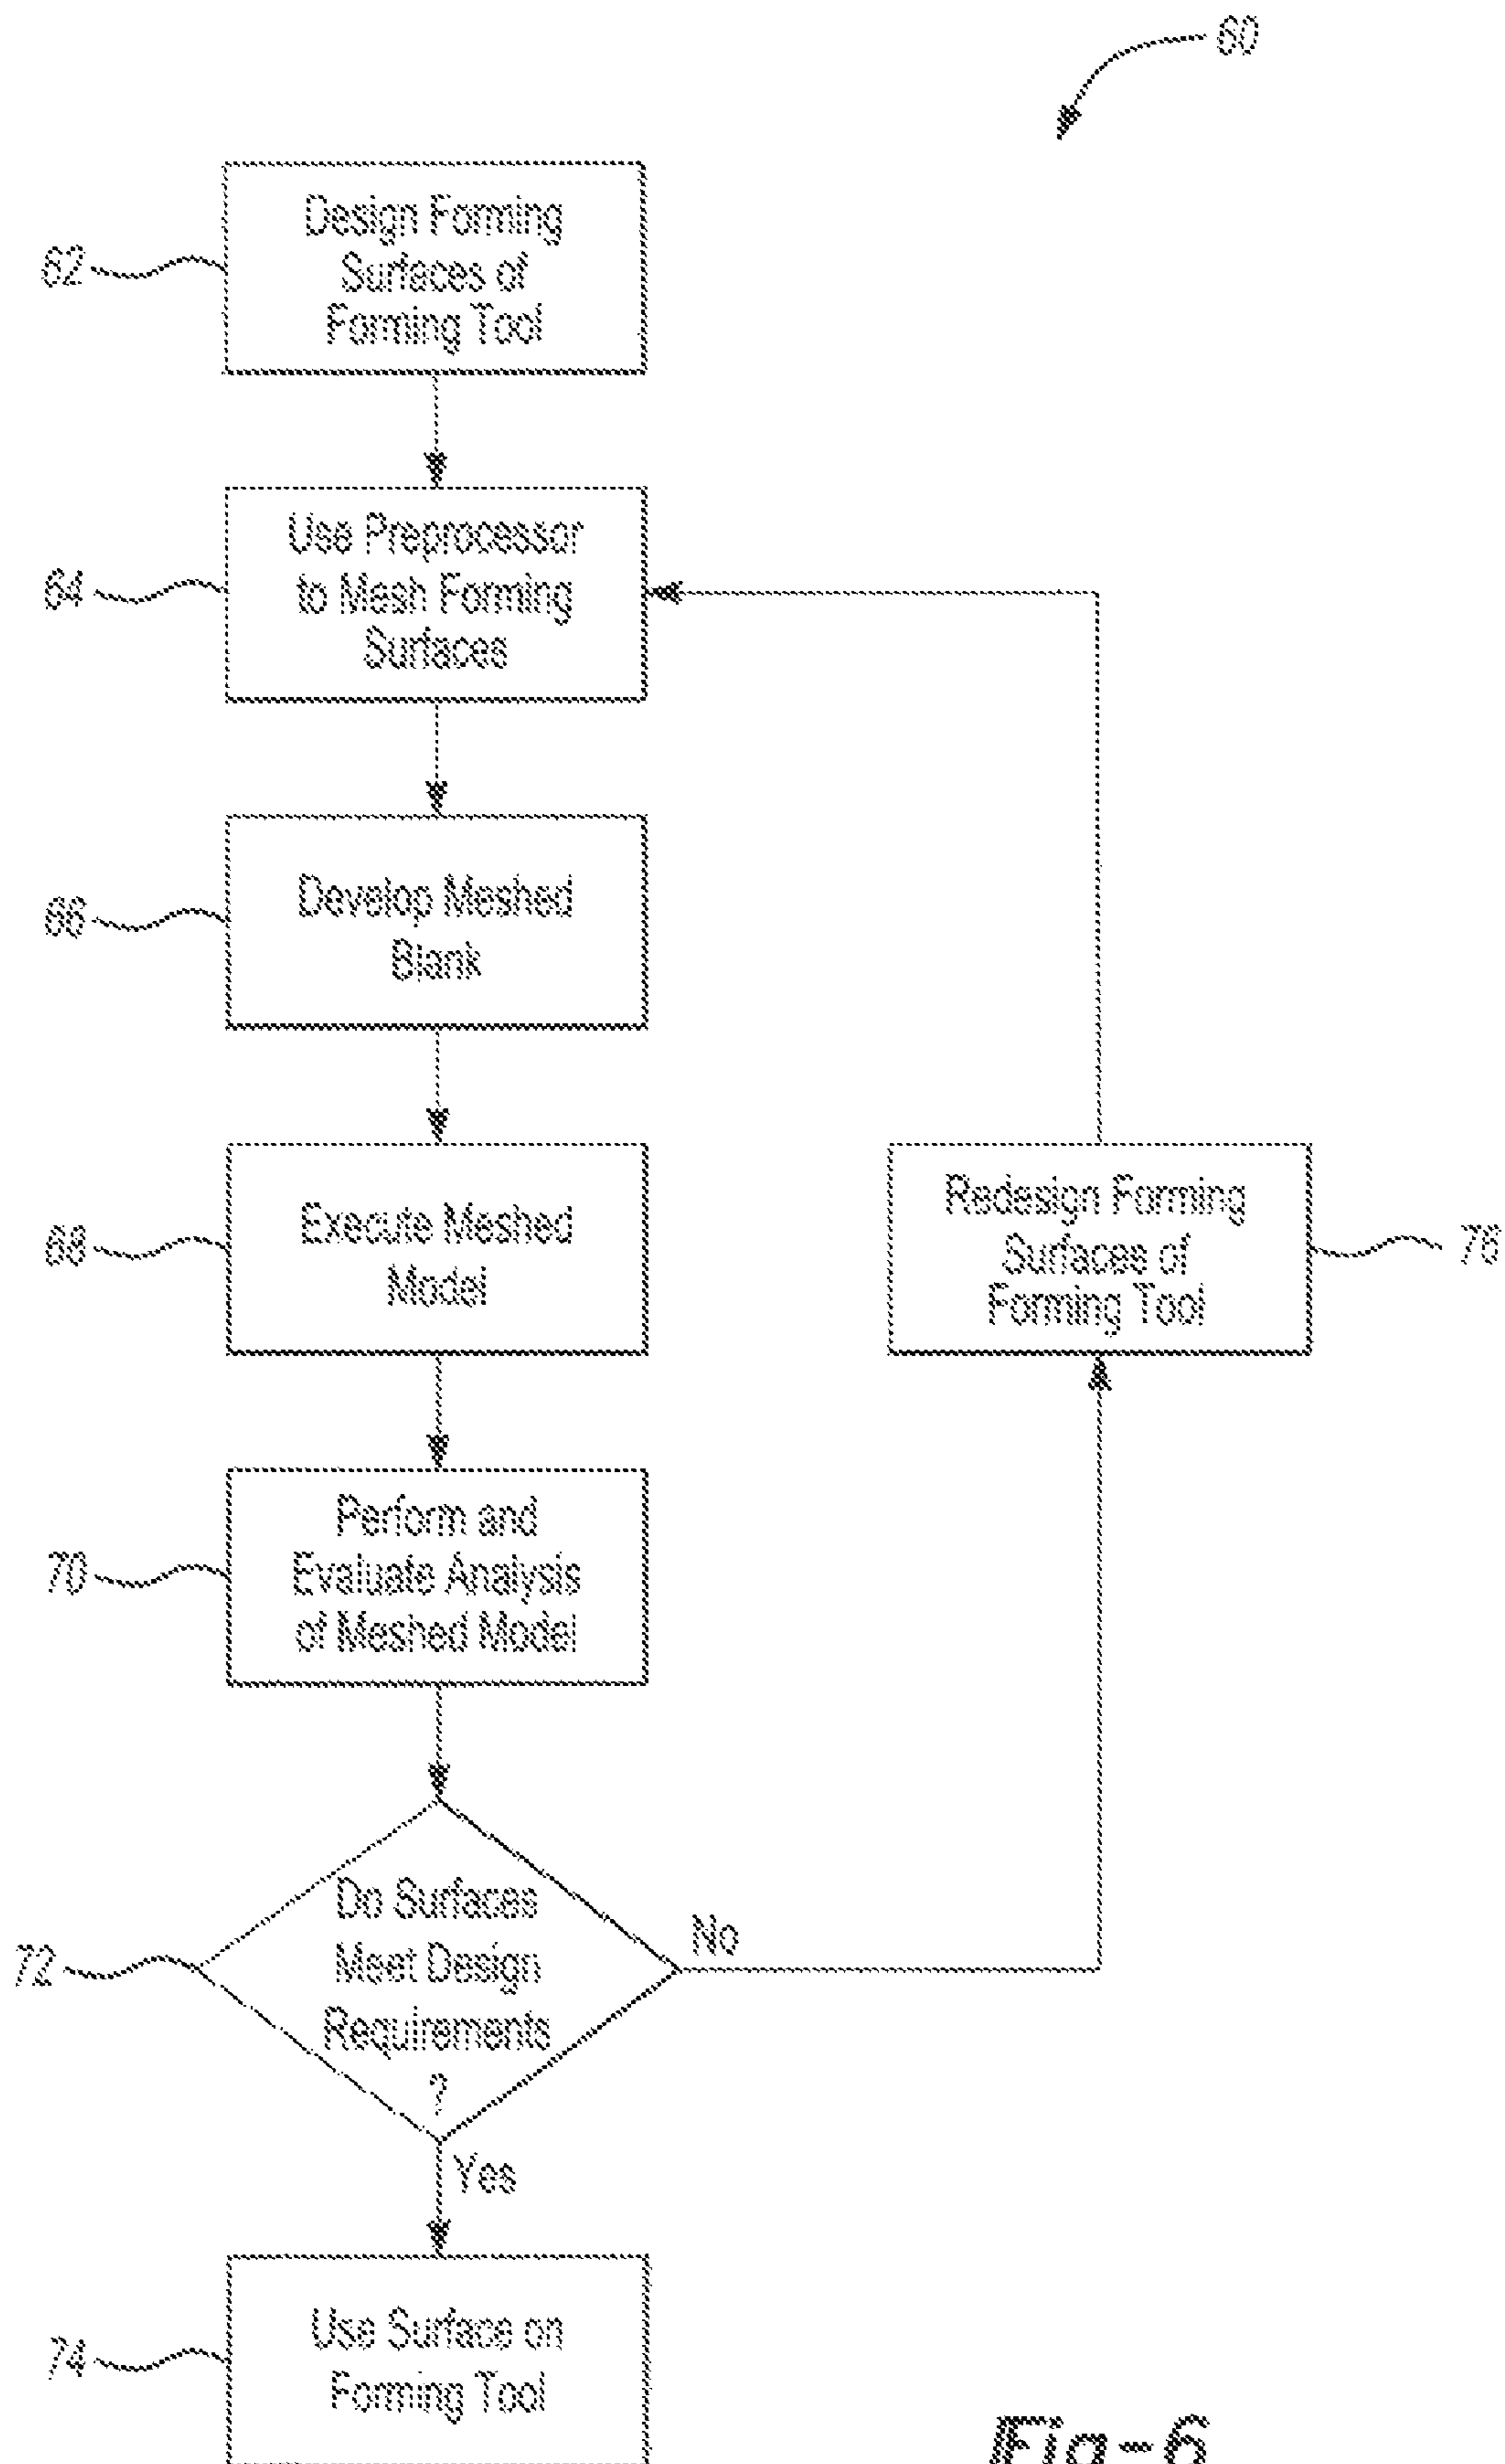 60
62
Design Forming
Surfaces of
Forming Tool
64
Use Preprocessor
to Mesh Forming
Surfaces
66
Develop Meshed
Blank
68
Execute Meshed
Model
Redesign Forming
Surfaces of
Forming Tool
76
70
Perform and
Evaluate Analysis
of Meshed Model
72
Do Surfaces
Meet Design
Requirements
?
No
Yes
74
Use Surface on
Forming Tool
Fig-6